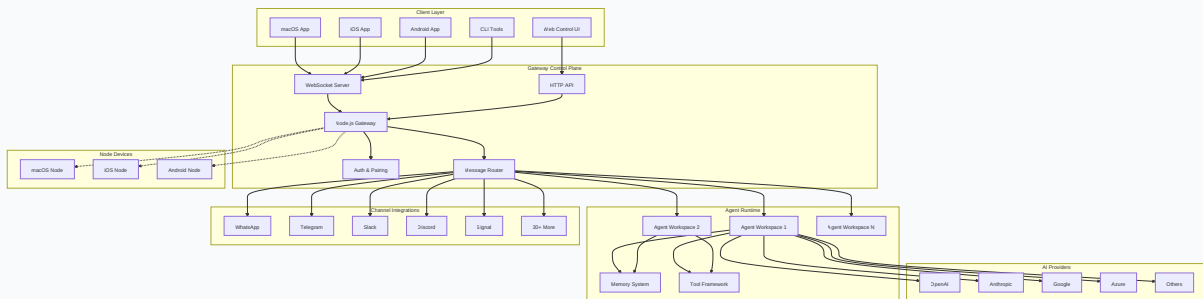 Client Layer
macOS App
iOS App
Android App
CLI Tools
Web Control UI
Gateway Control Plane
WebSocket Server
HTTP API
Node.js Gateway
Node Devices
macOS Node
iOS Node
Android Node
Auth & Pairing
Message Router
Channel Integrations
WhatsApp
Telegram
Slack
Discord
Signal
30+ More
Agent Runtime
Agent Workspace 2
Agent Workspace 1
Agent Workspace N
Memory System
Tool Framework
AI Providers
OpenAI
Anthropic
Google
Azure
Others